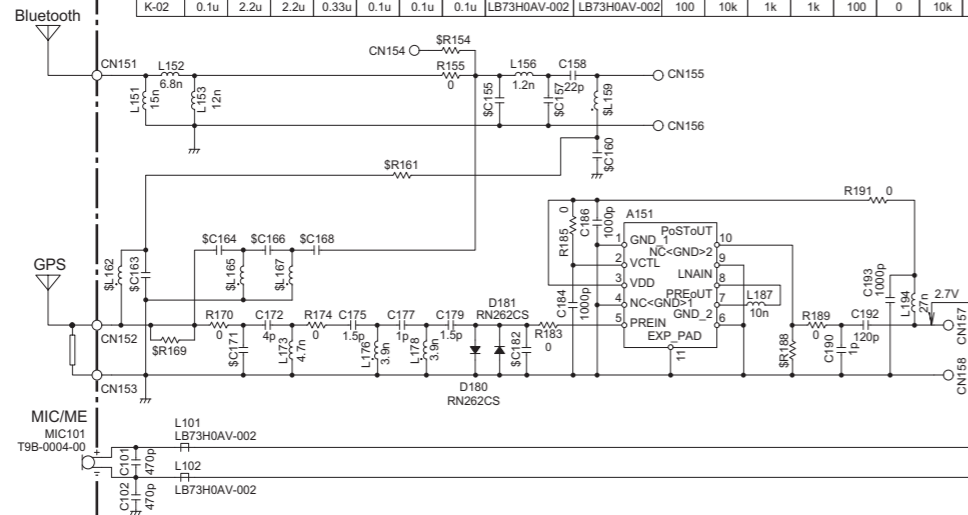 K-02 0.1u 2.2u 2.2u 0.33u 0.1u 0.1u 0.1u LB73H0AV-002 LB73H0AV-002 100 10k 1k 1k 100 0 10k
Bluetooth
CN151
L151
15n
L152
6.8n
L153
12n
CN154
$R154
R155
0
$C155
L156
1.2n
$C157
C158
22p
$L159
CN155
CN156
$C160
$R161
GPS
$L162
$C163
$C164
$L165
$C166
$L167
$C168
CN152
$R169
R170
0
$C171
C172
4p
L173
4.7n
R174
0
C175
1.5p
L176
3.9n
C177
1p
L178
3.9n
C179
1.5p
D181
RN262CS
D180
RN262CS
$C182
R183
0
C184
1000p
R185
0
C186
1000p
A151
1 GND_1
2 VCTL
3 VDD
4 NC<GND>1
5 PREIN
PoSToUT 10
NC<GND>2 9
LNAIN 8
PREoUT 7
GND_2 6
EXP_PAD
11
L187
10n
$R188
R189
0
C190
1p
R191 0
C192
120p
C193
1000p
L194
27n
2.7V
CN157
CN158
CN153
MIC/ME
MIC101
T9B-0004-00
+
-
C101
470p
C102
470p
L101
LB73H0AV-002
L102
LB73H0AV-002